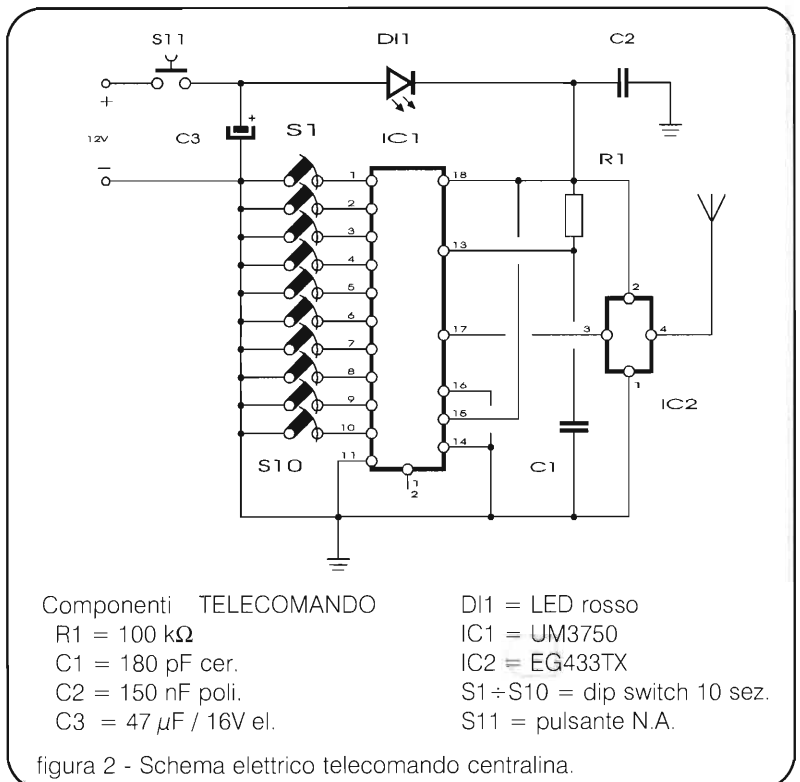 S11
DI1
C2
+
12V
C3
+
S1
IC1
R1
–
1
2
3
4
5
6
7
8
9
10
11
12
18
13
17
16
15
14
2
3
4
1
IC2
S10
C1
Componenti TELECOMANDO
R1 = 100 kΩ
C1 = 180 pF cer.
C2 = 150 nF poli.
C3 = 47 µF / 16V el.
DI1 = LED rosso
IC1 = UM3750
IC2 = EG433TX
S1÷S10 = dip switch 10 sez.
S11 = pulsante N.A.
figura 2 - Schema elettrico telecomando centralina.